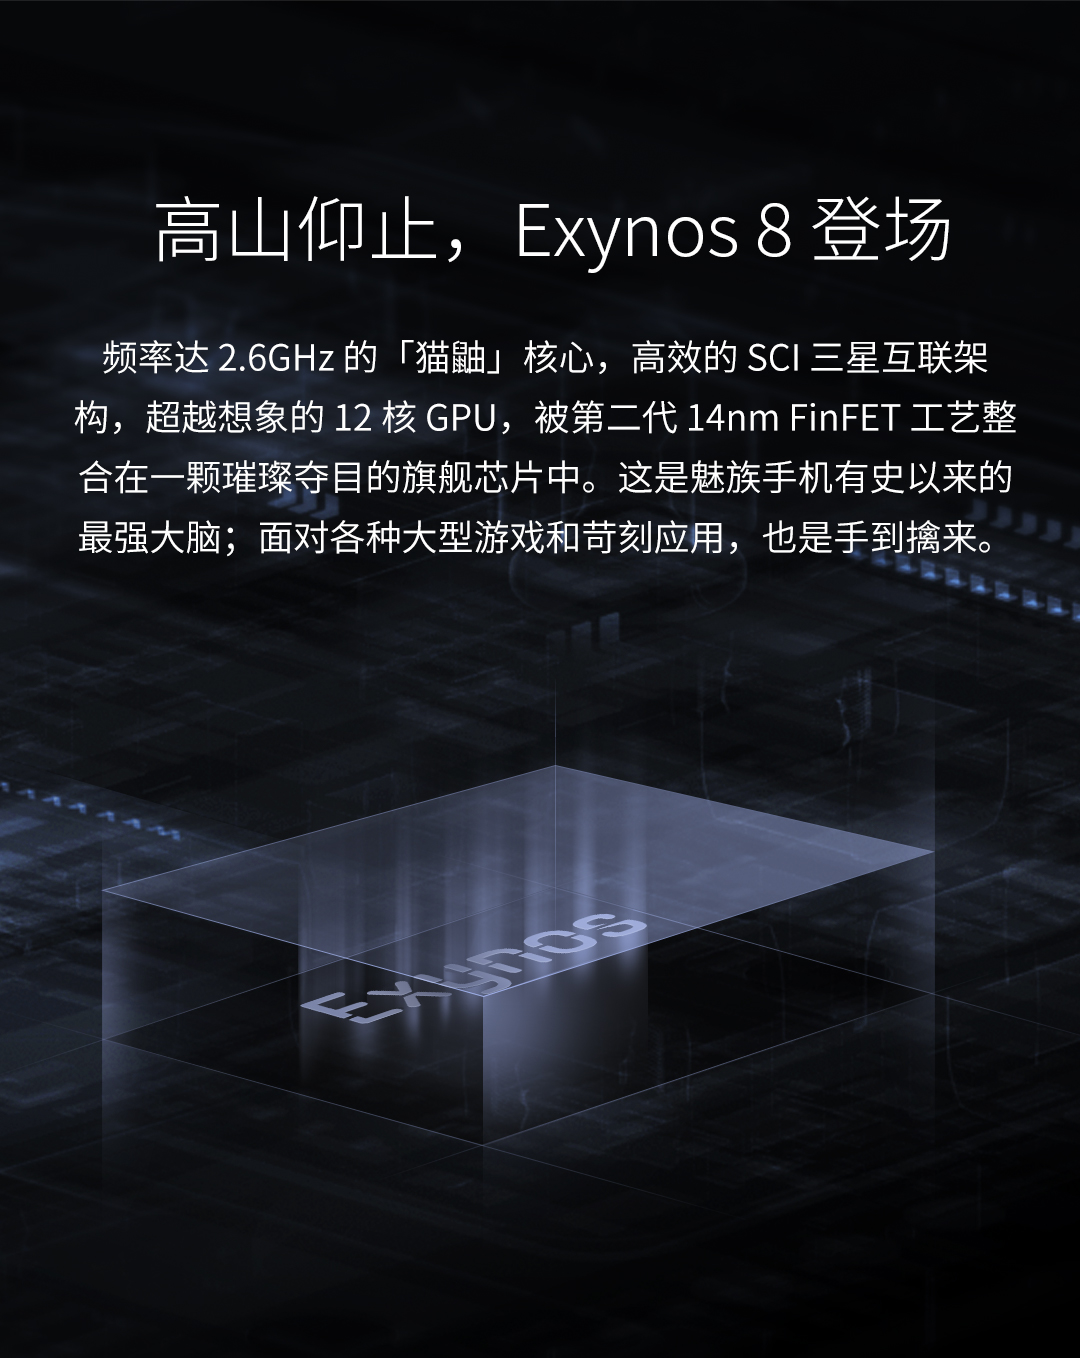 高山仰止，Exynos 8 登场
频率达 2.6GHz 的「猫鼬」核心，高效的 SCI 三星互联架
构，超越想象的 12 核 GPU，被第二代 14nm FinFET 工艺整
合在一颗璀璨夺目的旗舰芯片中。这是魅族手机有史以来的
最强大脑；面对各种大型游戏和苛刻应用，也是手到擒来。
Exynos